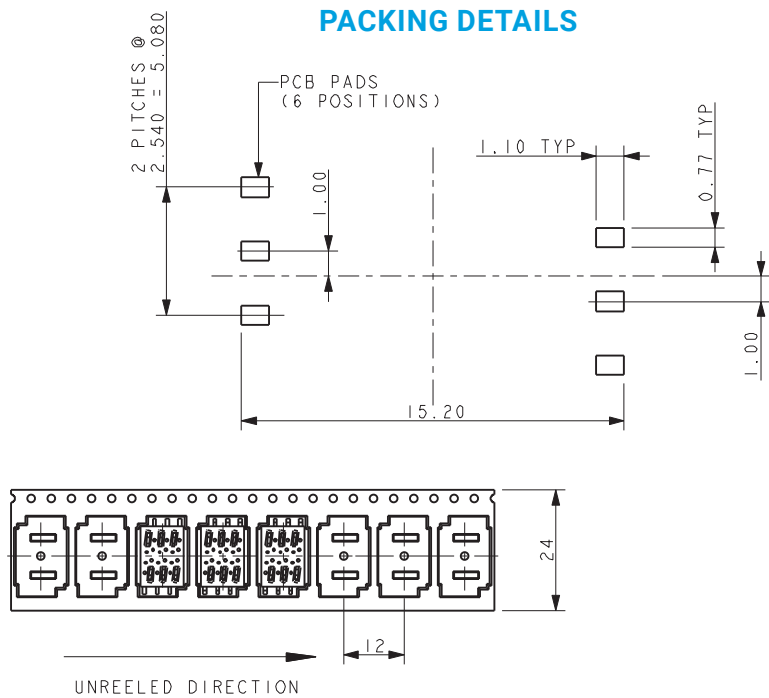 PACKING DETAILS
2 PITCHES @
2.540 = 5.080
PCB PADS
(6 POSITIONS)
1.00
1.10 TYP
0.77 TYP
1.00
15.20
24
12
UNREELED DIRECTION